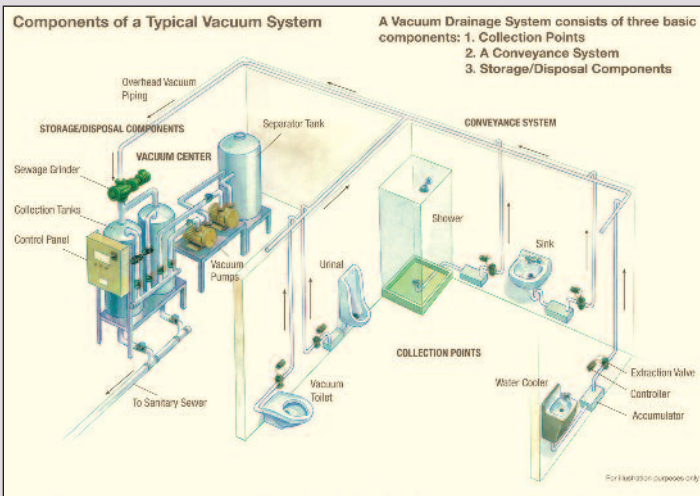 Components of a Typical Vacuum System
A Vacuum Drainage System consists of three basic
components: 1. Collection Points
2. A Conveyance System
3. Storage/Disposal Components
Overhead Vacuum
Piping
STORAGE/DISPOSAL COMPONENTS
Separator Tank
CONVEYANCE SYSTEM
VACUUM CENTER
Sewage Grinder
Collection Tanks
Control Panel
Vacuum
Pumps
Urinal
Shower
Sink
COLLECTION POINTS
Vacuum
Toilet
To Sanitary Sewer
Water Cooler
Extraction Valve
Controller
Accumulator
For illustration purposes only